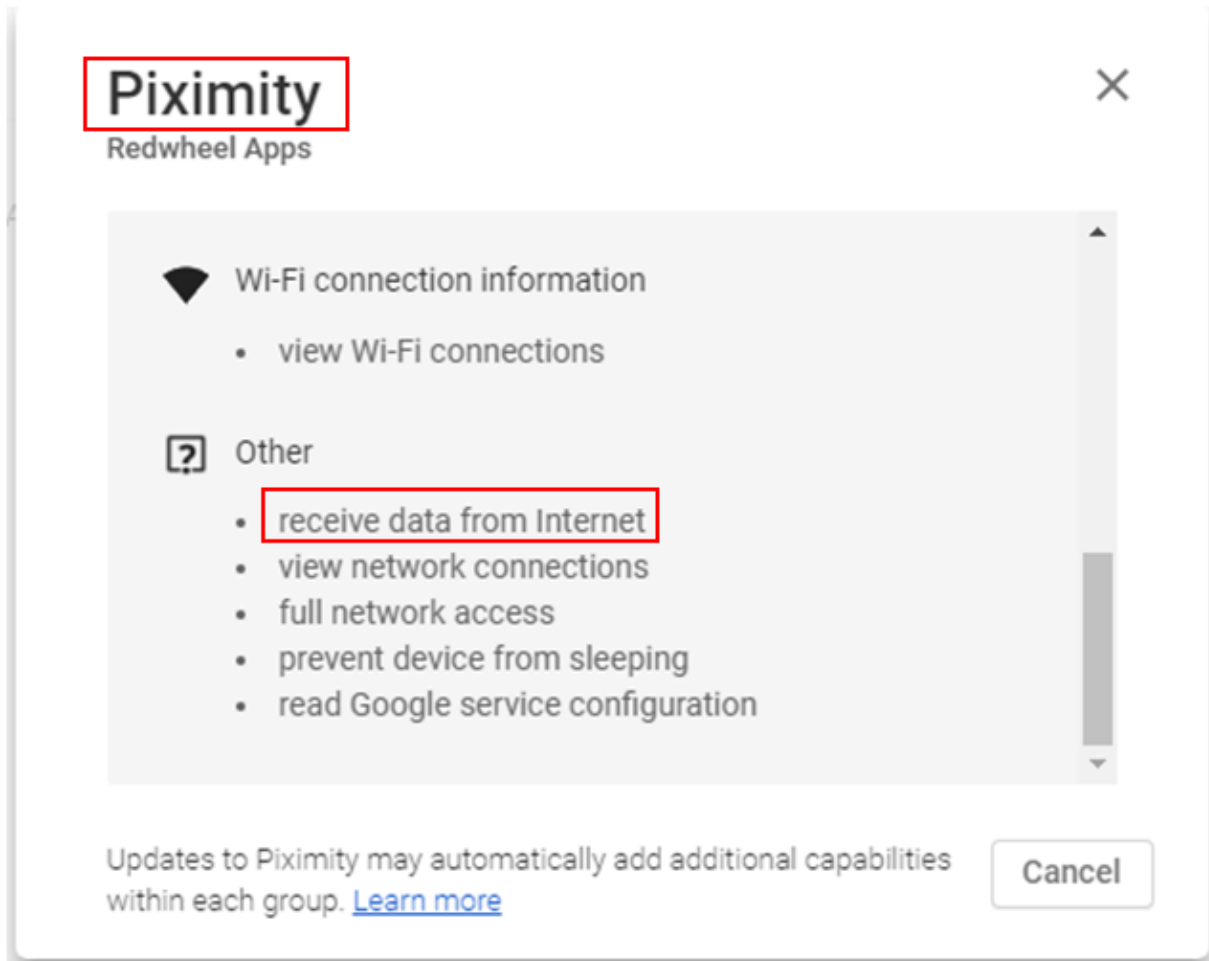 Piximity
Redwheel Apps
Wi-Fi connection information
• view Wi-Fi connections
Other
• receive data from Internet
• view network connections
• full network access
• prevent device from sleeping
• read Google service configuration
Updates to Piximity may automatically add additional capabilities
within each group. Learn more
Cancel